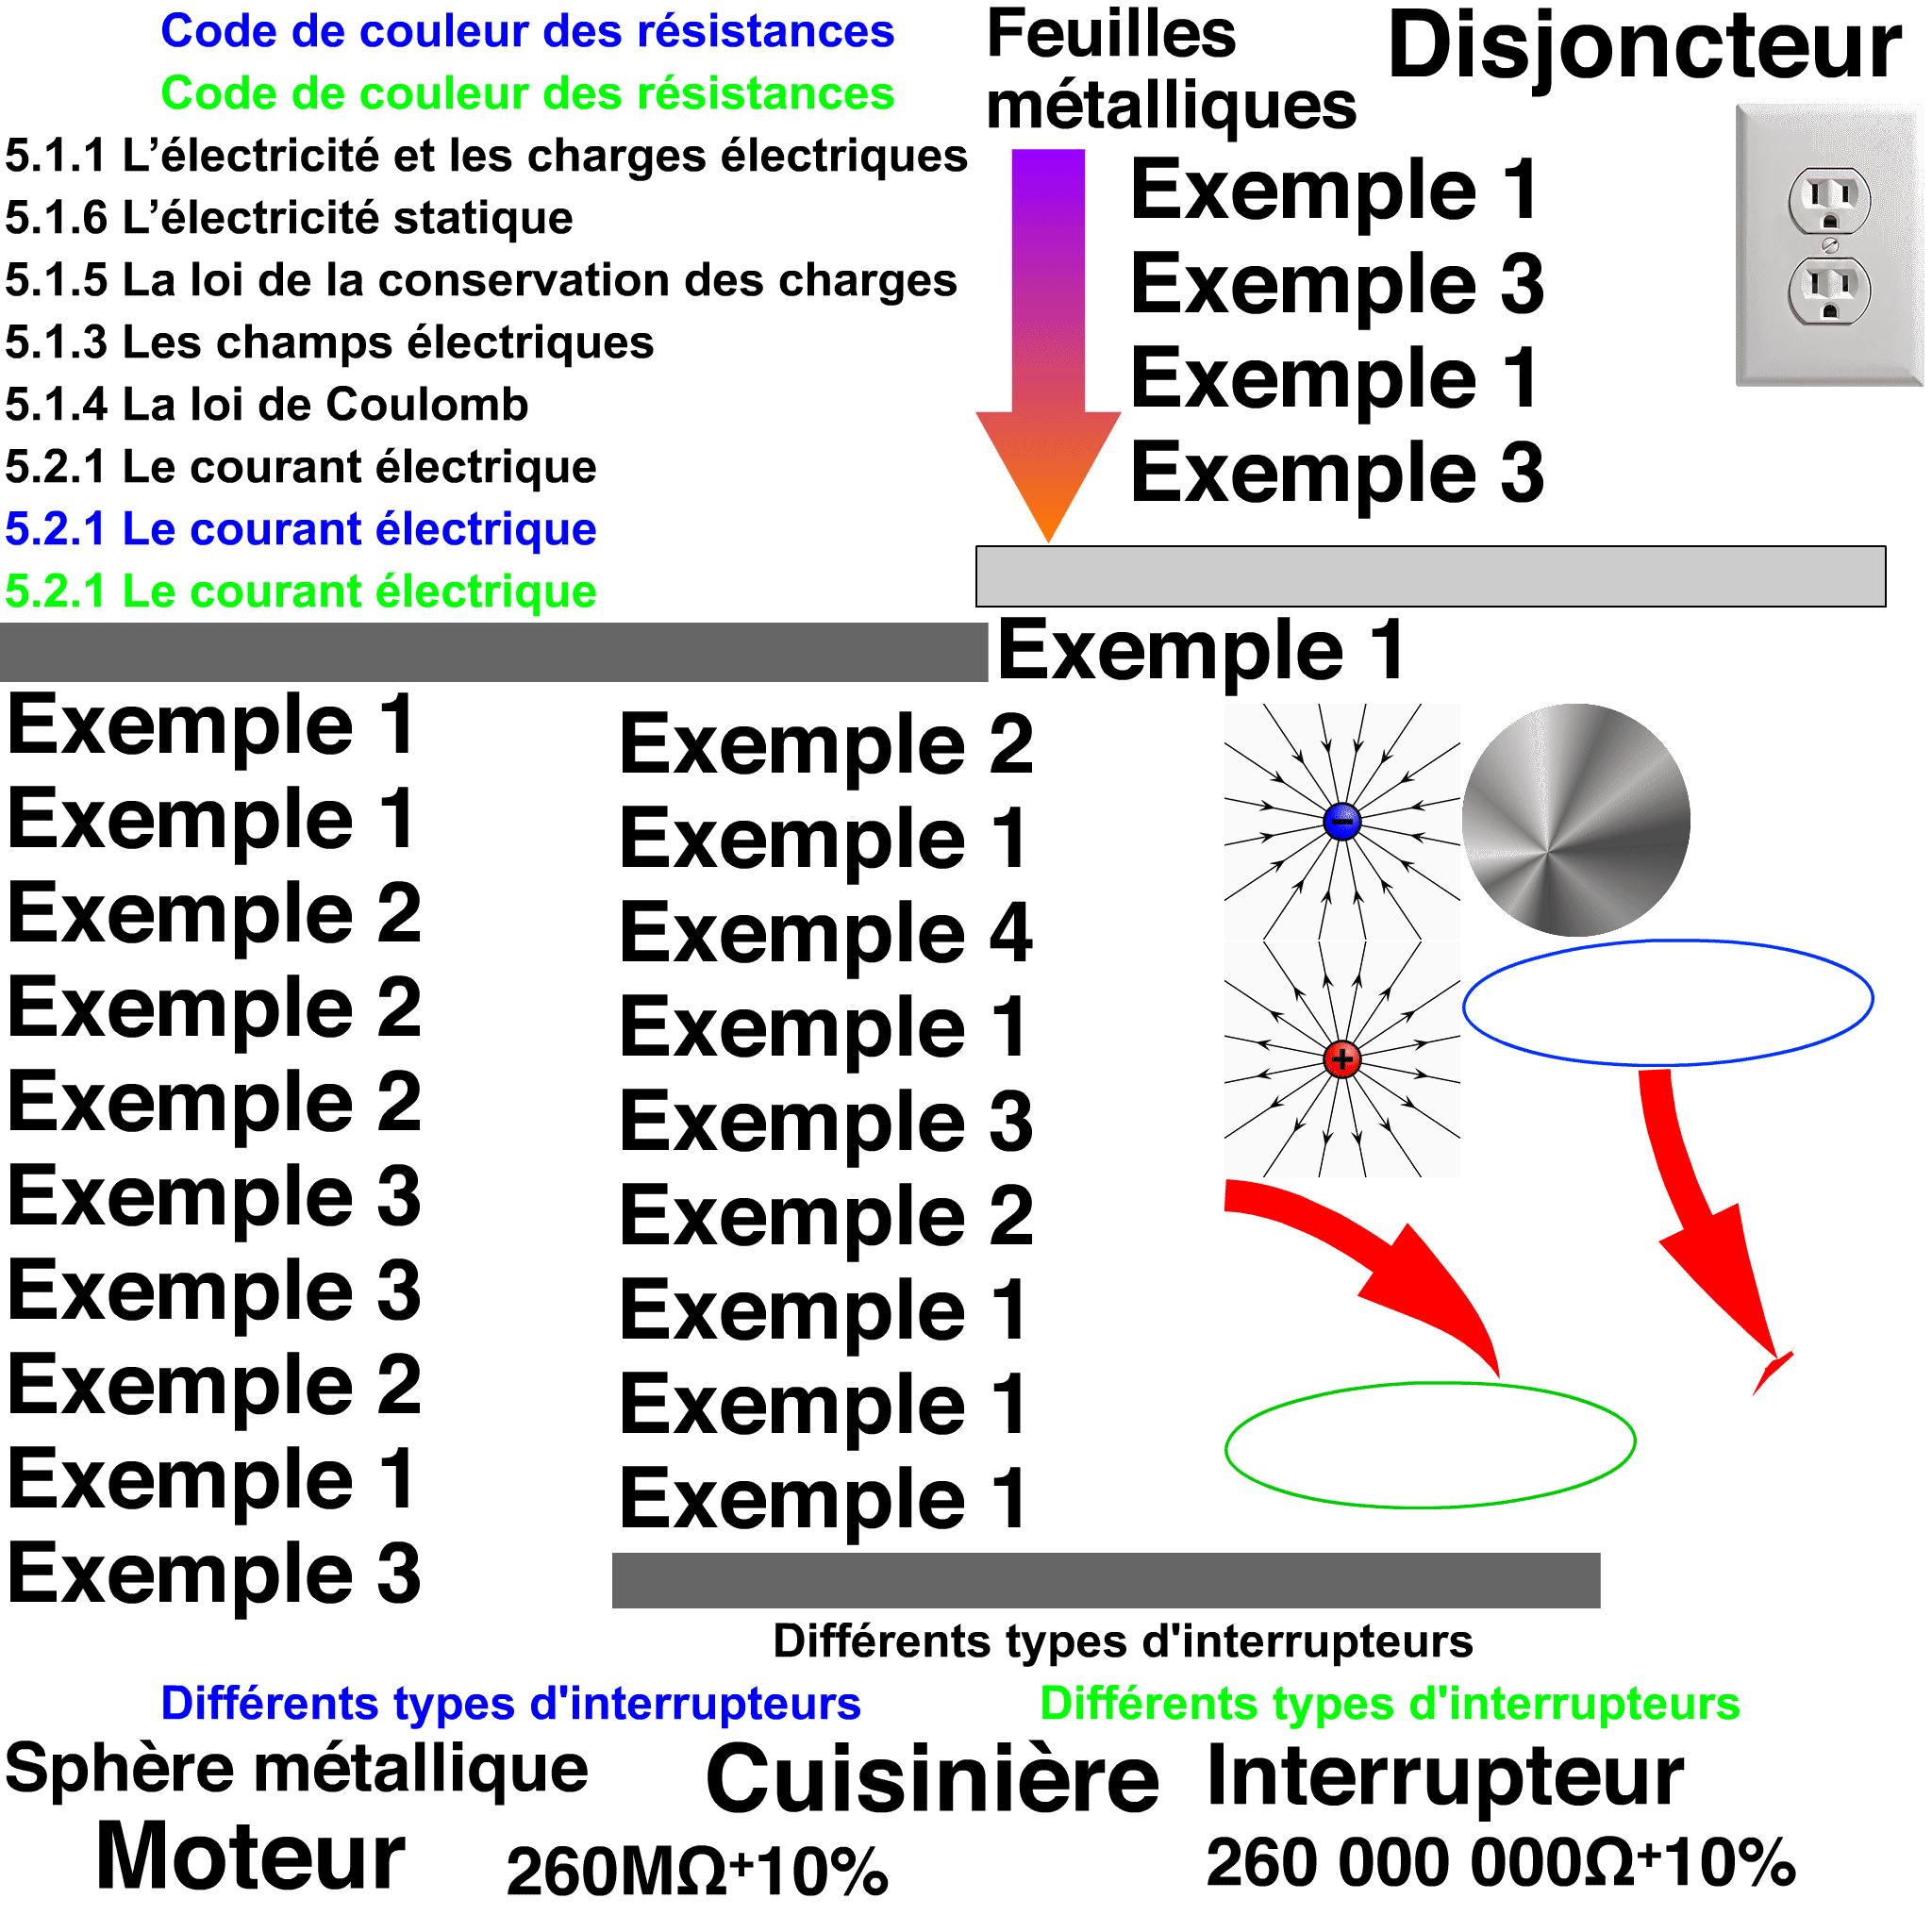 Code de couleur des résistances
Code de couleur des résistances
5.1.1 L’électricité et les charges électriques
5.1.6 L’électricité statique
5.1.5 La loi de la conservation des charges
5.1.3 Les champs électriques
5.1.4 La loi de Coulomb
5.2.1 Le courant électrique
5.2.1 Le courant électrique
5.2.1 Le courant électrique
Feuilles
métalliques
Disjoncteur
Exemple 1
Exemple 3
Exemple 1
Exemple 3
Exemple 1
Exemple 1
Exemple 1
Exemple 2
Exemple 2
Exemple 2
Exemple 3
Exemple 3
Exemple 2
Exemple 1
Exemple 3
Exemple 2
Exemple 1
Exemple 4
Exemple 1
Exemple 3
Exemple 2
Exemple 1
Exemple 1
Exemple 1
−
+
Différents types d'interrupteurs
Différents types d'interrupteurs
Différents types d'interrupteurs
Sphère métallique
Cuisinière
Interrupteur
Moteur
260MΩ⁺10%
260 000 000Ω⁺10%